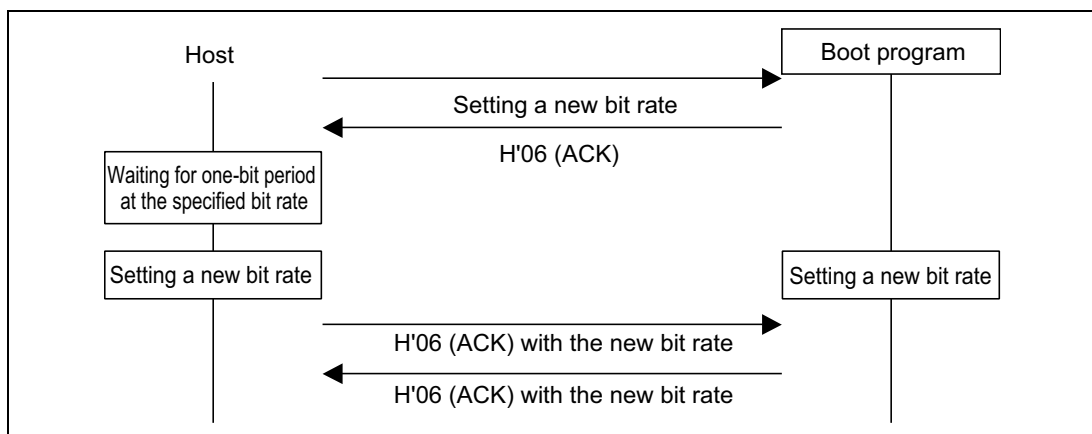 Host
Boot program
Setting a new bit rate
H'06 (ACK)
Waiting for one-bit period
at the specified bit rate
Setting a new bit rate
Setting a new bit rate
H'06 (ACK) with the new bit rate
H'06 (ACK) with the new bit rate